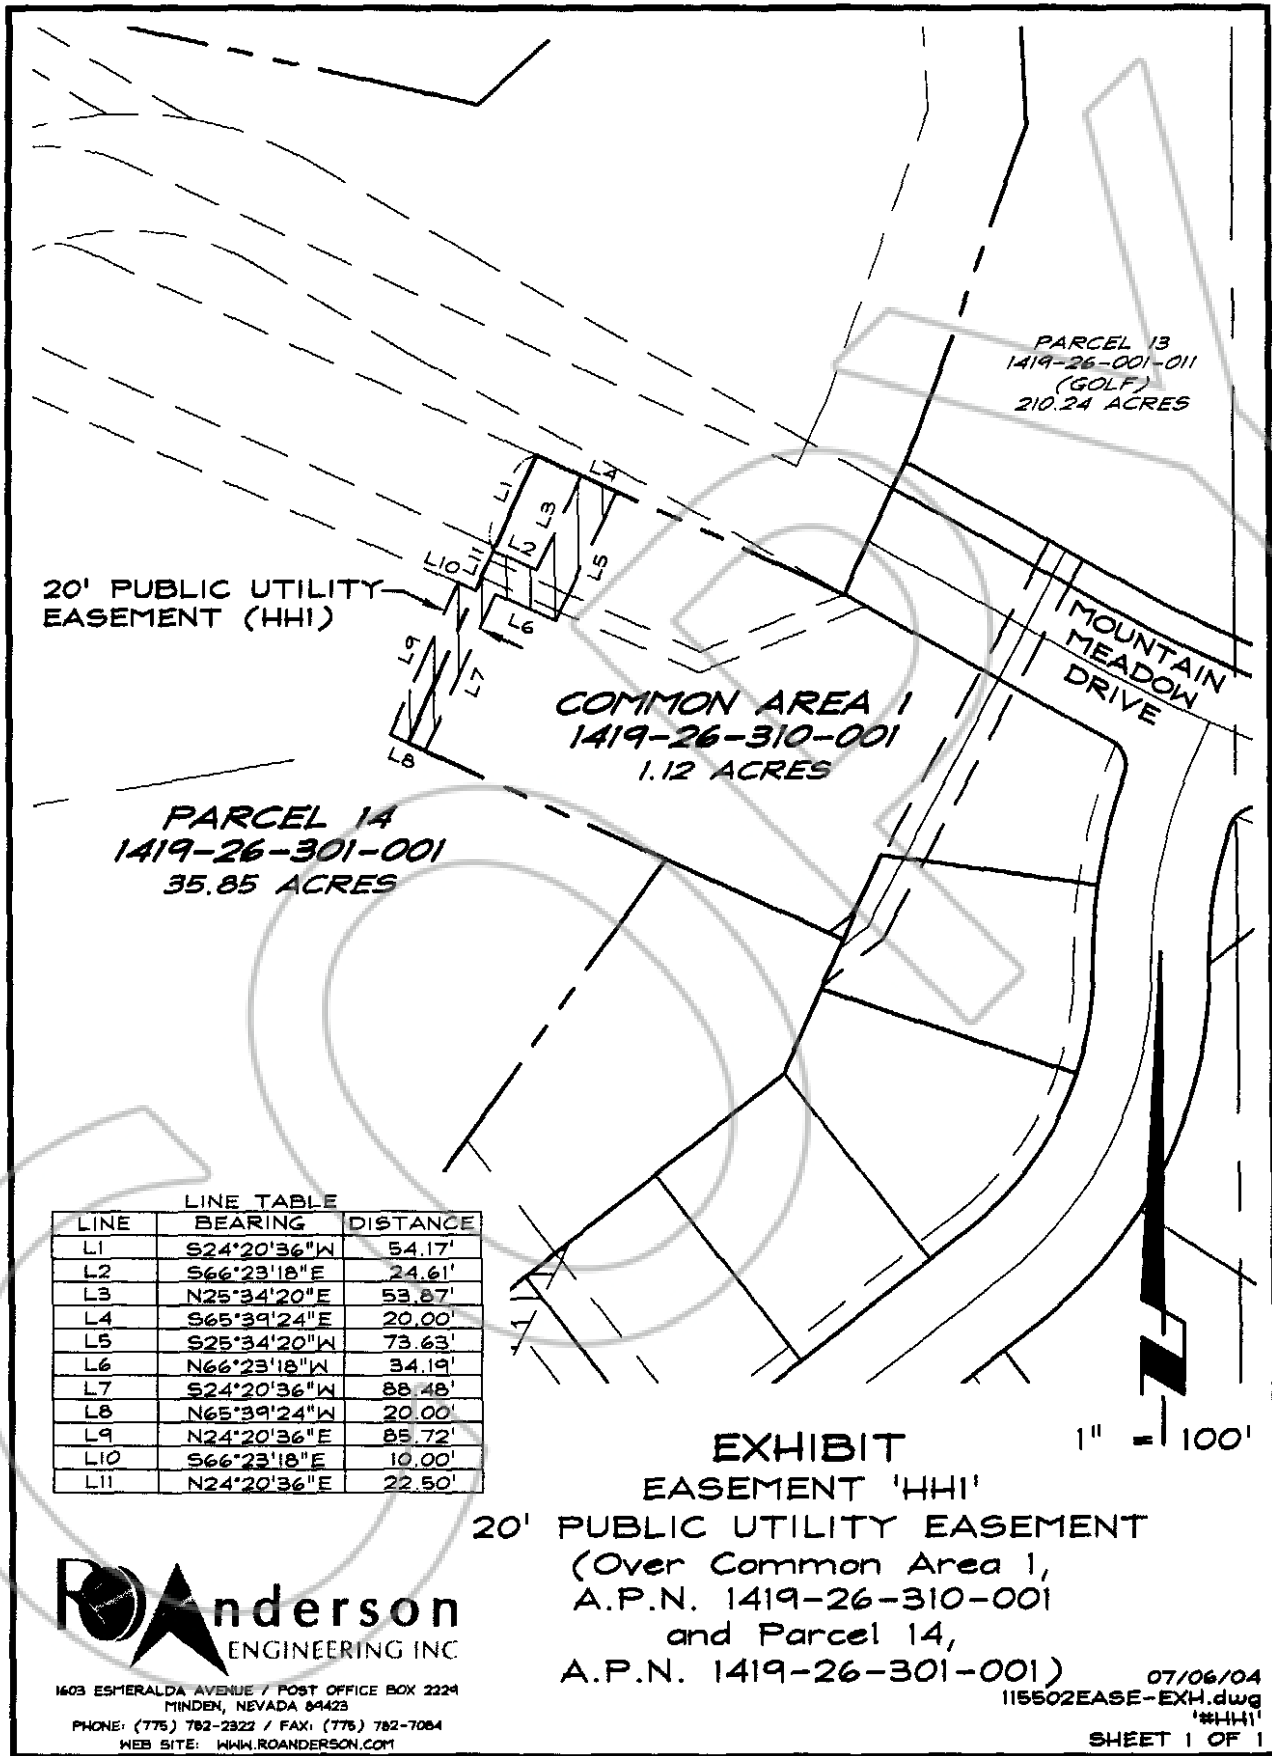 PARCEL 13
1419-26-001-011
(GOLF)
210.24 ACRES
L4
L1
L3
L2
L11
L10
L5
20' PUBLIC UTILITY
EASEMENT (HH1)
L6
L9
L7
L8
MOUNTAIN
MEADOW
DRIVE
COMMON AREA 1
1419-26-310-001
1.12 ACRES
PARCEL 14
1419-26-301-001
35.85 ACRES
LINE TABLE
LINE BEARING DISTANCE
L1 S24°20'36"W 54.17'
L2 S66°23'18"E 24.61'
L3 N25°34'20"E 53.87'
L4 S65°39'24"E 20.00'
L5 S25°34'20"W 73.63'
L6 N66°23'18"W 34.19'
L7 S24°20'36"W 88.48'
L8 N65°39'24"W 20.00'
L9 N24°20'36"E 85.72'
L10 S66°23'18"E 10.00'
L11 N24°20'36"E 22.50'
1" = 100'
EXHIBIT
EASEMENT 'HH1'
20' PUBLIC UTILITY EASEMENT
(Over Common Area 1,
A.P.N. 1419-26-310-001
and Parcel 14,
A.P.N. 1419-26-301-001)
ROAnderson
ENGINEERING INC
1603 ESMERALDA AVENUE / POST OFFICE BOX 2229
MINDEN, NEVADA 89423
PHONE: (775) 782-2322 / FAX: (775) 782-7084
WEB SITE: WWW.ROANDERSON.COM
07/06/04
115502EASE-EXH.dwg
'#HH1'
SHEET 1 OF 1
COPY